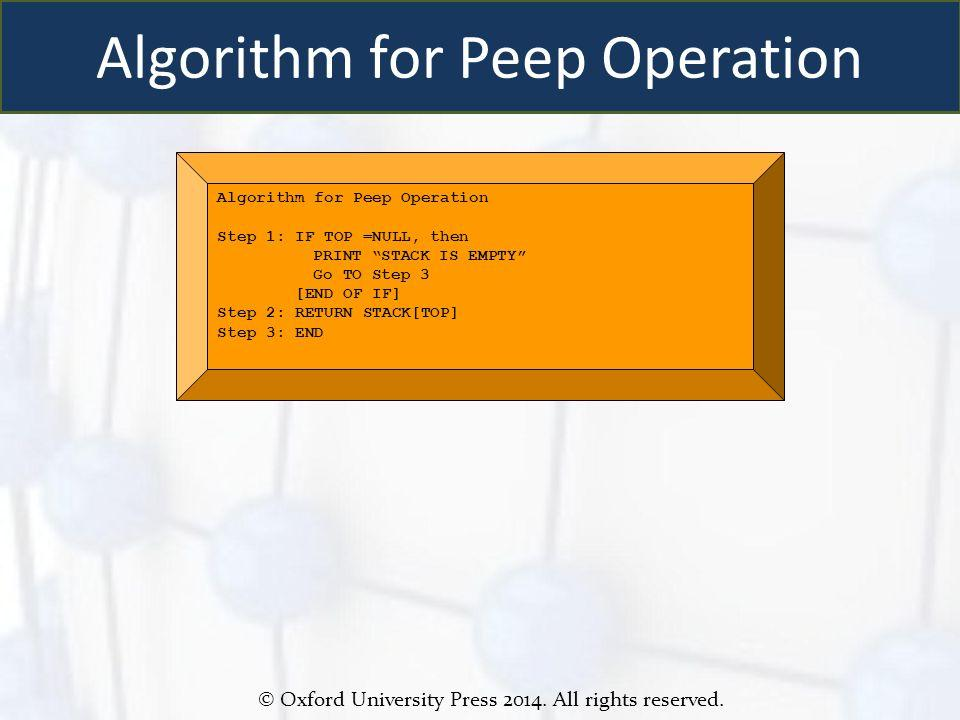 Algorithm for Peep Operation
Algorithm for Peep Operation
Step 1: IF TOP =NULL, then
PRINT “STACK IS EMPTY”
Go TO Step 3
[END OF IF]
Step 2: RETURN STACK[TOP]
Step 3: END
© Oxford University Press 2014. All rights reserved.